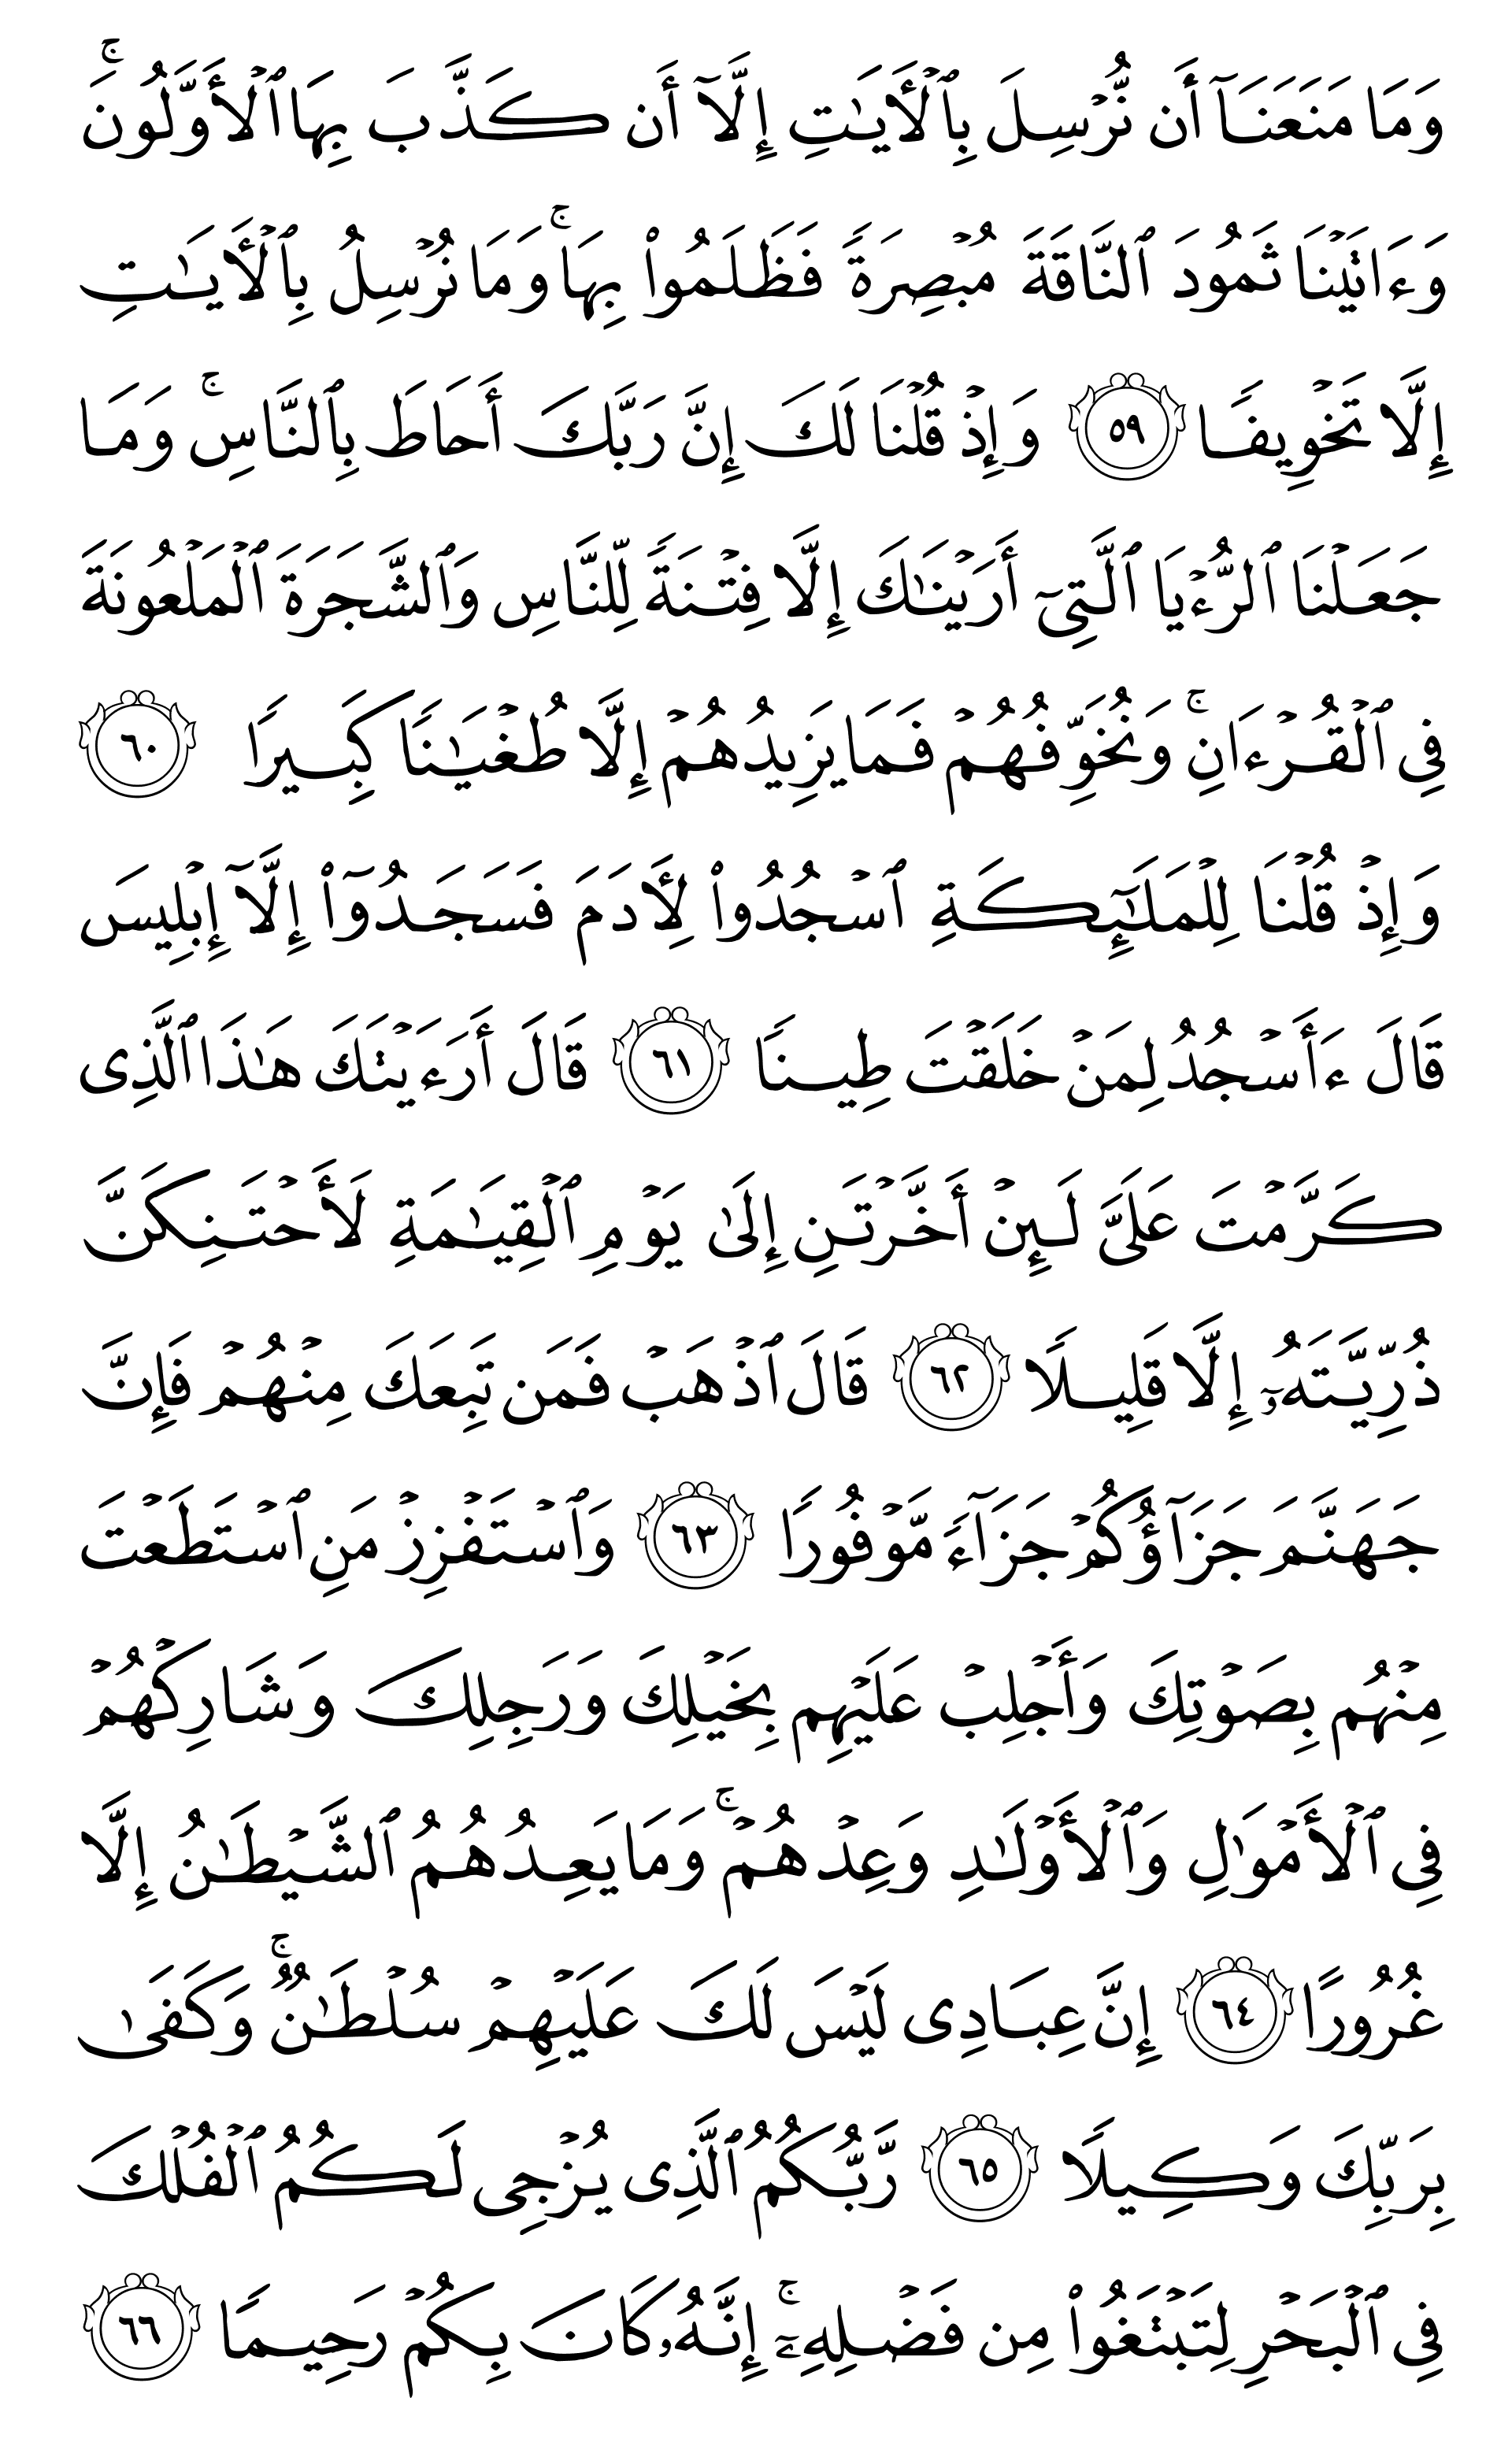 وَمَا مَنَعَنَآ أَن نُّرْسِلَ بِٱلْأَيَـٰتِ إِلَّآ أَن كَذَّبَ بِهَا ٱلْأَوَّلُونَ ۚ
وَءَاتَيْنَا ثَمُودَ ٱلنَّاقَةَ مُبْصِرَةً فَظَلَمُوا۟ بِهَا ۚ وَمَا نُرْسِلُ بِٱلْأَيَـٰتِ
إِلَّا تَخْوِيفًا ٥٩ وَإِذْ قُلْنَا لَكَ إِنَّ رَبَّكَ أَحَاطَ بِٱلنَّاسِ ۚ وَمَا
جَعَلْنَا ٱلرُّءْيَا ٱلَّتِىٓ أَرَيْنَـٰكَ إِلَّا فِتْنَةً لِّلنَّاسِ وَٱلشَّجَرَةَ ٱلْمَلْعُونَةَ
فِى ٱلْقُرْءَانِ ۚ وَنُخَوِّفُهُمْ فَمَا يَزِيدُهُمْ إِلَّا طُغْيَـٰنًا كَبِيرًا ٦٠
وَإِذْ قُلْنَا لِلْمَلَـٰٓئِكَةِ ٱسْجُدُوا۟ لِأَدَمَ فَسَجَدُوٓا۟ إِلَّآ إِبْلِيسَ
قَالَ ءَأَسْجُدُ لِمَنْ خَلَقْتَ طِينًا ٦١ قَالَ أَرَءَيْتَكَ هَـٰذَا ٱلَّذِى
كَرَّمْتَ عَلَىَّ لَئِنْ أَخَّرْتَنِ إِلَىٰ يَوْمِ ٱلْقِيَـٰمَةِ لَأَحْتَنِكَنَّ
ذُرِّيَّتَهُۥٓ إِلَّا قَلِيلًا ٦٢ قَالَ ٱذْهَبْ فَمَن تَبِعَكَ مِنْهُمْ فَإِنَّ
جَهَنَّمَ جَزَآؤُكُمْ جَزَآءً مَّوْفُورًا ٦٣ وَٱسْتَفْزِزْ مَنِ ٱسْتَطَعْتَ
مِنْهُم بِصَوْتِكَ وَأَجْلِبْ عَلَيْهِم بِخَيْلِكَ وَرَجِلِكَ وَشَارِكْهُمْ
فِى ٱلْأَمْوَٰلِ وَٱلْأَوْلَـٰدِ وَعِدْهُمْ ۚ وَمَا يَعِدُهُمُ ٱلشَّيْطَـٰنُ إِلَّا
غُرُورًا ٦٤ إِنَّ عِبَادِى لَيْسَ لَكَ عَلَيْهِمْ سُلْطَـٰنٌ ۚ وَكَفَىٰ
بِرَبِّكَ وَكِيلًا ٦٥ رَّبُّكُمُ ٱلَّذِى يُزْجِى لَكُمُ ٱلْفُلْكَ
فِى ٱلْبَحْرِ لِتَبْتَغُوا۟ مِن فَضْلِهِۦٓ ۚ إِنَّهُۥ كَانَ بِكُمْ رَحِيمًا ٦٦